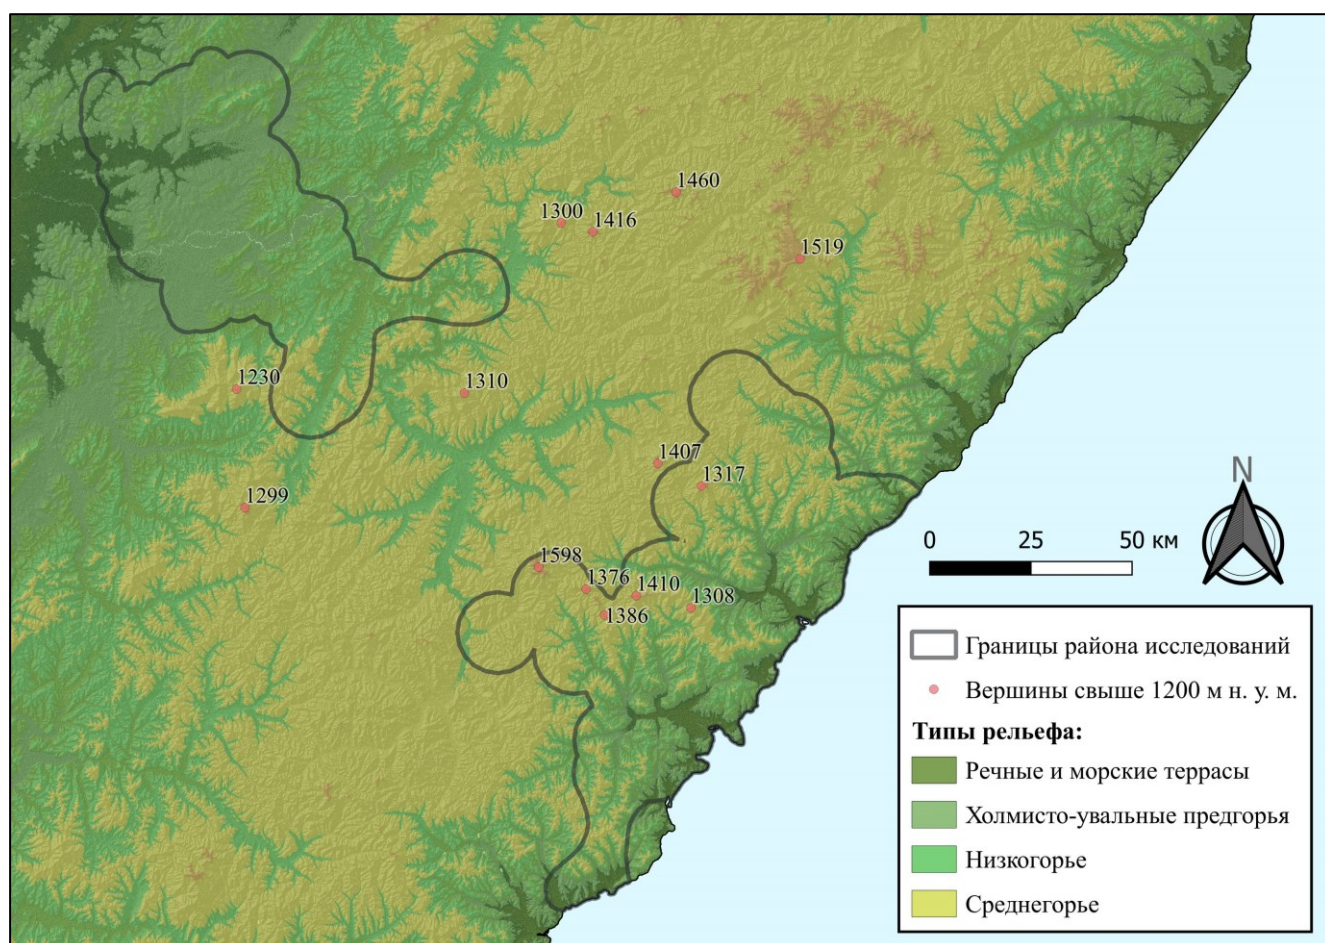 1460
1300
1416
1519
1230
1310
1407
1317
1299
1598
1376
1410
1308
1386
N
0 25 50 км
Границы района исследований
Вершины свыше 1200 м н. у. м.
Типы рельефа:
Речные и морские террасы
Холмисто-увальные предгорья
Низкогорье
Среднегорье